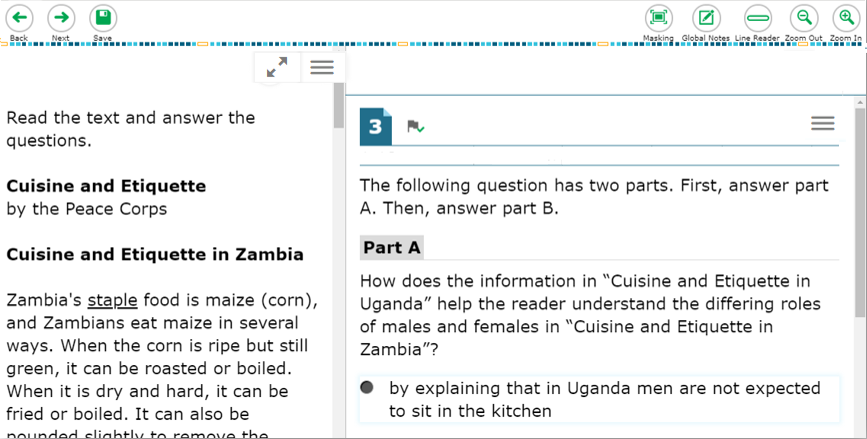 Back Next Save Masking Global Notes Line Reader Zoom Out Zoom In
Read the text and answer the
questions.
Cuisine and Etiquette
by the Peace Corps
Cuisine and Etiquette in Zambia
Zambia's staple food is maize (corn),
and Zambians eat maize in several
ways. When the corn is ripe but still
green, it can be roasted or boiled.
When it is dry and hard, it can be
fried or boiled. It can also be
pounded slightly to remove the
3
The following question has two parts. First, answer part
A. Then, answer part B.
Part A
How does the information in “Cuisine and Etiquette in
Uganda” help the reader understand the differing roles
of males and females in “Cuisine and Etiquette in
Zambia”?
by explaining that in Uganda men are not expected
to sit in the kitchen